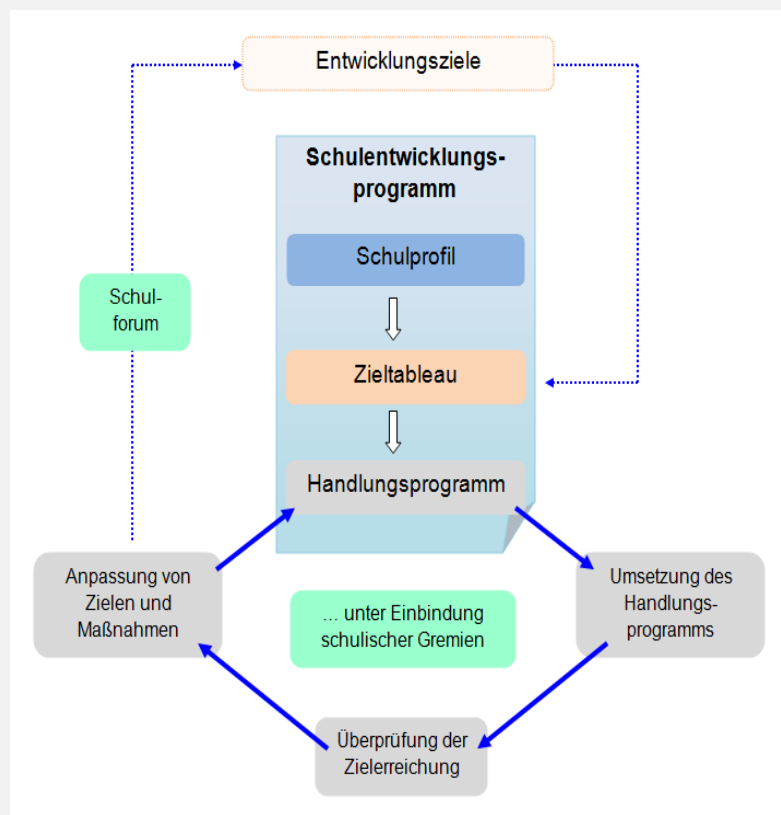 Entwicklungsziele
Schulentwicklungs-
programm
Schulprofil
Schul-
forum
Zieltableau
Handlungsprogramm
Anpassung von
Zielen und
Maßnahmen
… unter Einbindung
schulischer Gremien
Umsetzung des
Handlungs-
programms
Überprüfung der
Zielerreichung